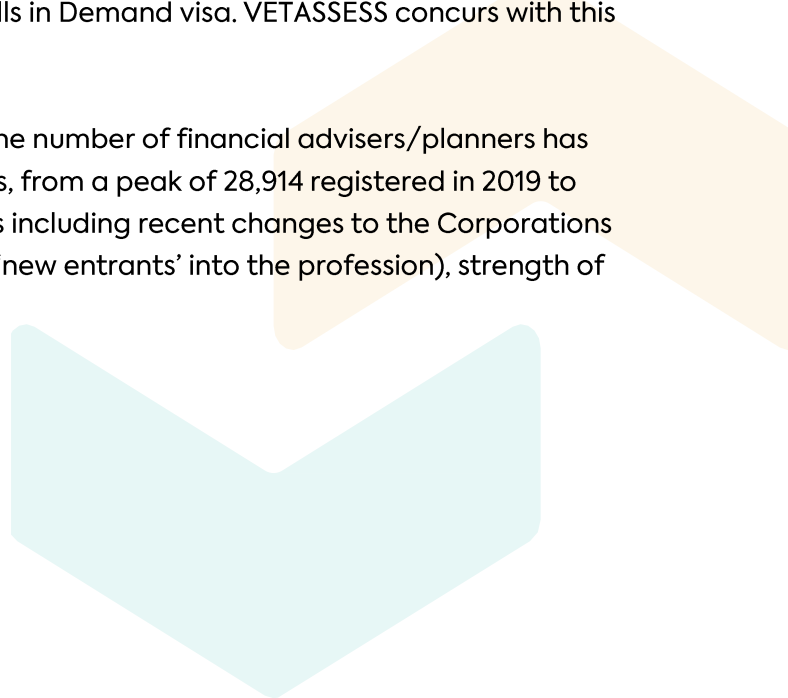 lls in Demand visa. VETASSESS concurs with this
he number of financial advisers/planners has
s, from a peak of 28,914 registered in 2019 to
s including recent changes to the Corporations
'new entrants’ into the profession), strength of